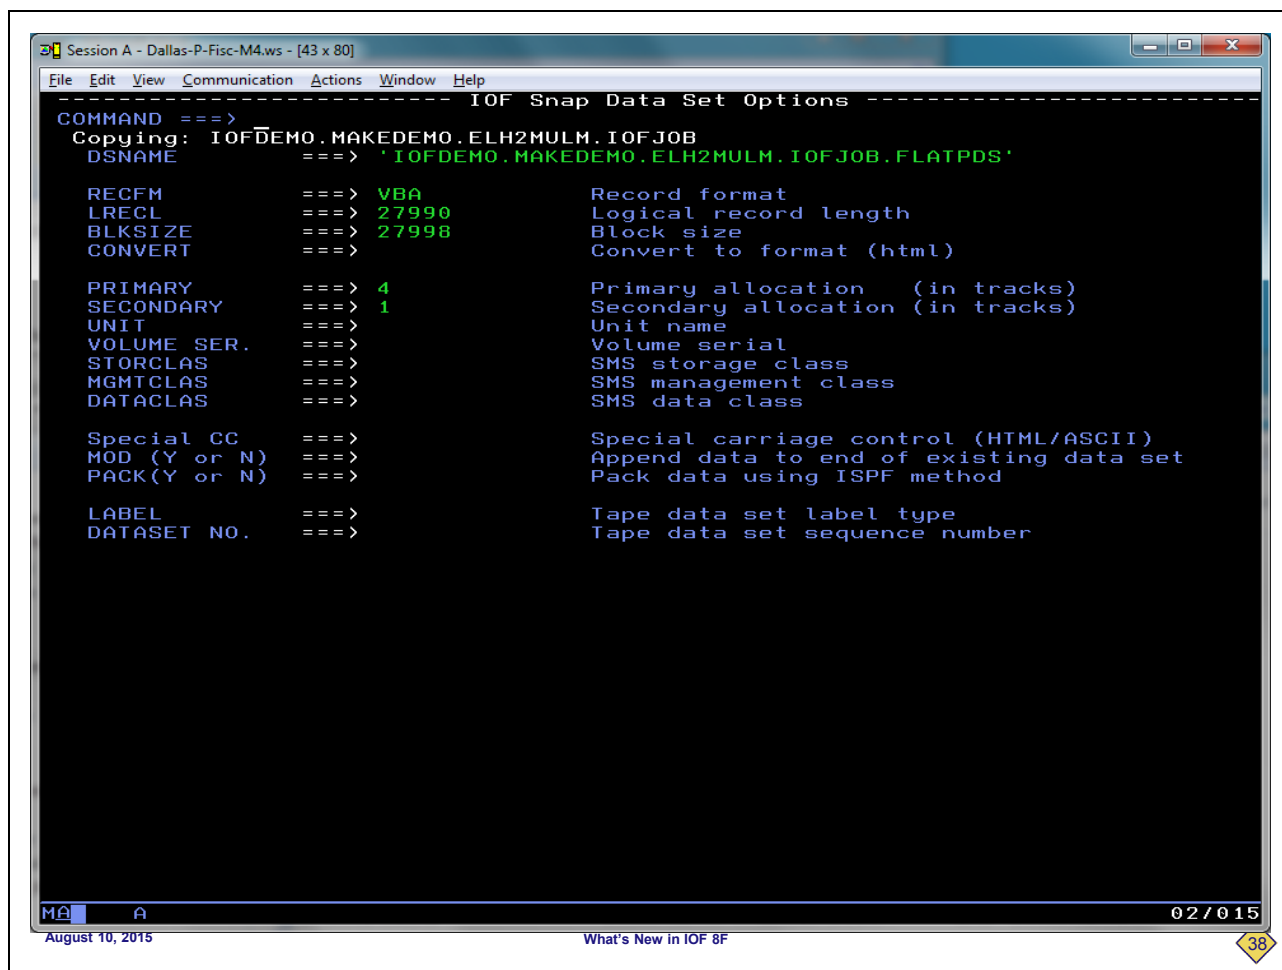 Session A - Dallas-P-Fisc-M4.ws - [43 x 80]
File Edit View Communication Actions Window Help
-------------------------- IOF Snap Data Set Options --------------------------
COMMAND ===>
Copying: IOFDEMO.MAKEDEMO.ELH2MULM.IOFJOB
DSNAME ===> 'IOFDEMO.MAKEDEMO.ELH2MULM.IOFJOB.FLATPDS'
RECFM ===> VBA Record format
LRECL ===> 27990 Logical record length
BLKSIZE ===> 27998 Block size
CONVERT ===> Convert to format (html)
PRIMARY ===> 4 Primary allocation (in tracks)
SECONDARY ===> 1 Secondary allocation (in tracks)
UNIT ===> Unit name
VOLUME SER. ===> Volume serial
STORCLAS ===> SMS storage class
MGMTCLAS ===> SMS management class
DATACLAS ===> SMS data class
Special CC ===> Special carriage control (HTML/ASCII)
MOD (Y or N) ===> Append data to end of existing data set
PACK(Y or N) ===> Pack data using ISPF method
LABEL ===> Tape data set label type
DATASET NO. ===> Tape data set sequence number
MA A 02/015
August 10, 2015 What's New in IOF 8F 38